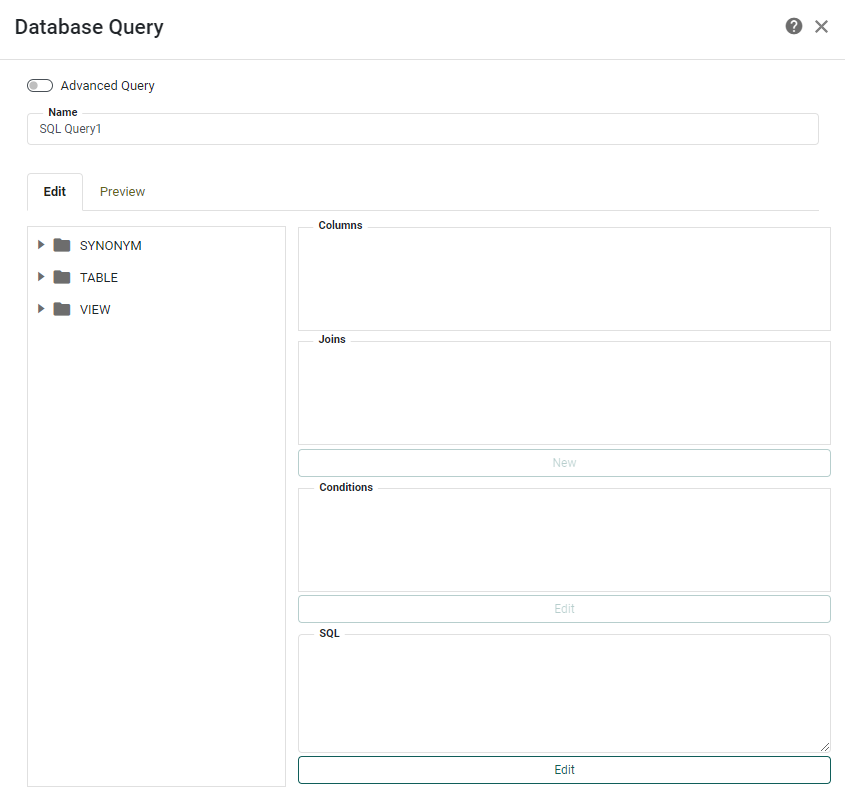 Database Query
Advanced Query
Name
SQL Query1
Edit
Preview
SYNONYM
TABLE
VIEW
Columns
Joins
New
Conditions
Edit
SQL
Edit